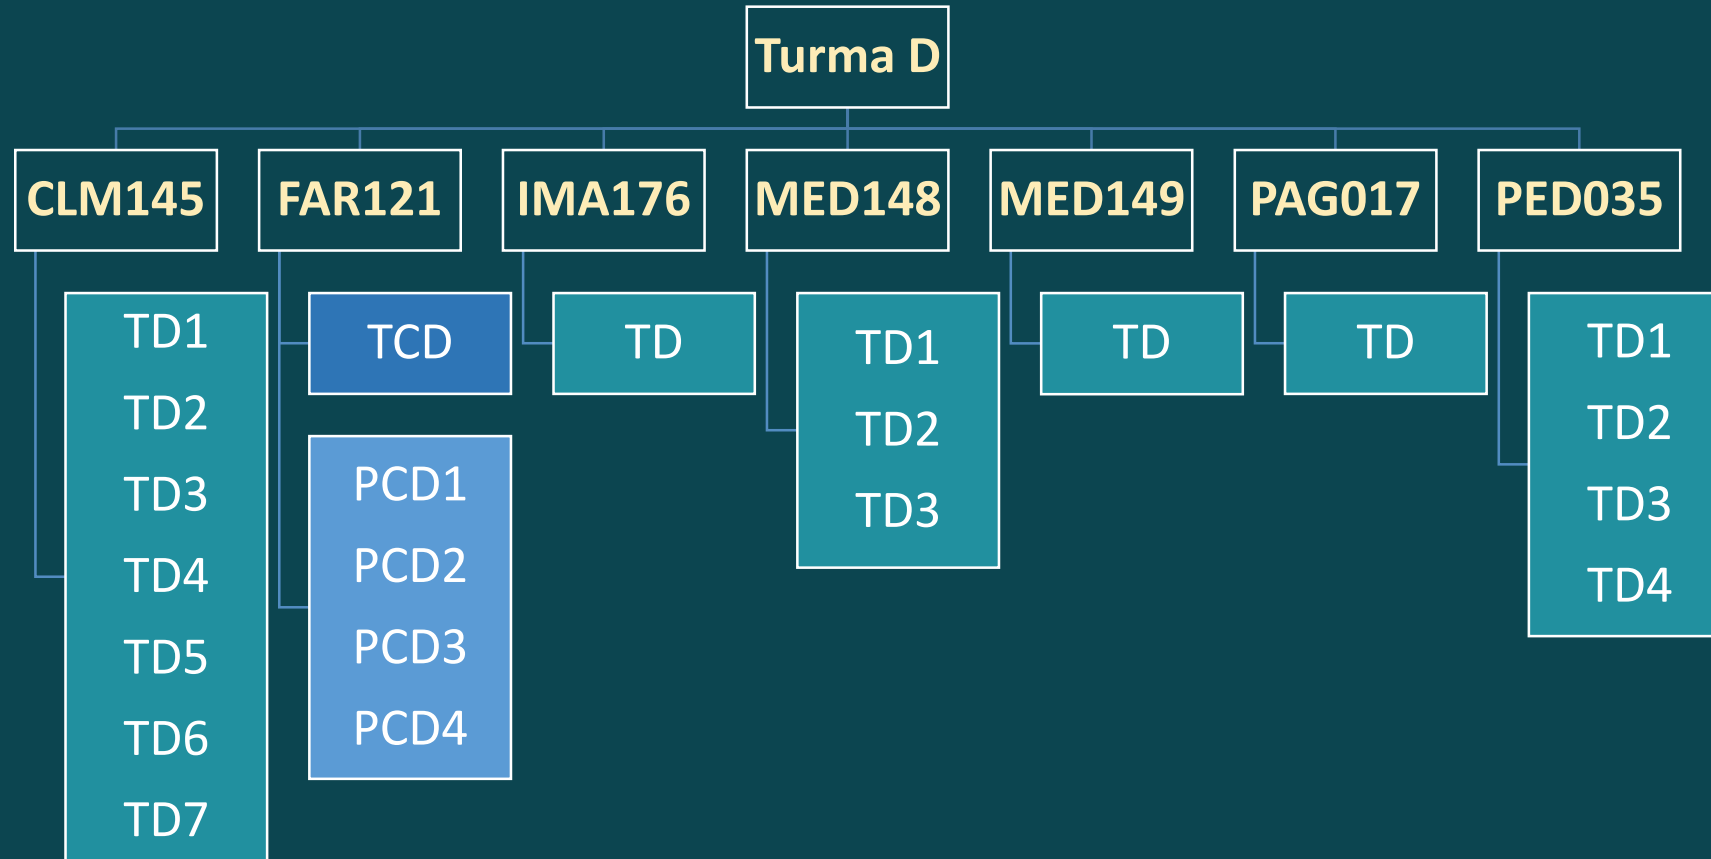 Turma D
CLM145
FAR121
IMA176
MED148
MED149
PAG017
PED035
TD1
TD2
TD3
TD4
TD5
TD6
TD7
TCD
PCD1
PCD2
PCD3
PCD4
TD
TD1
TD2
TD3
TD
TD
TD1
TD2
TD3
TD4